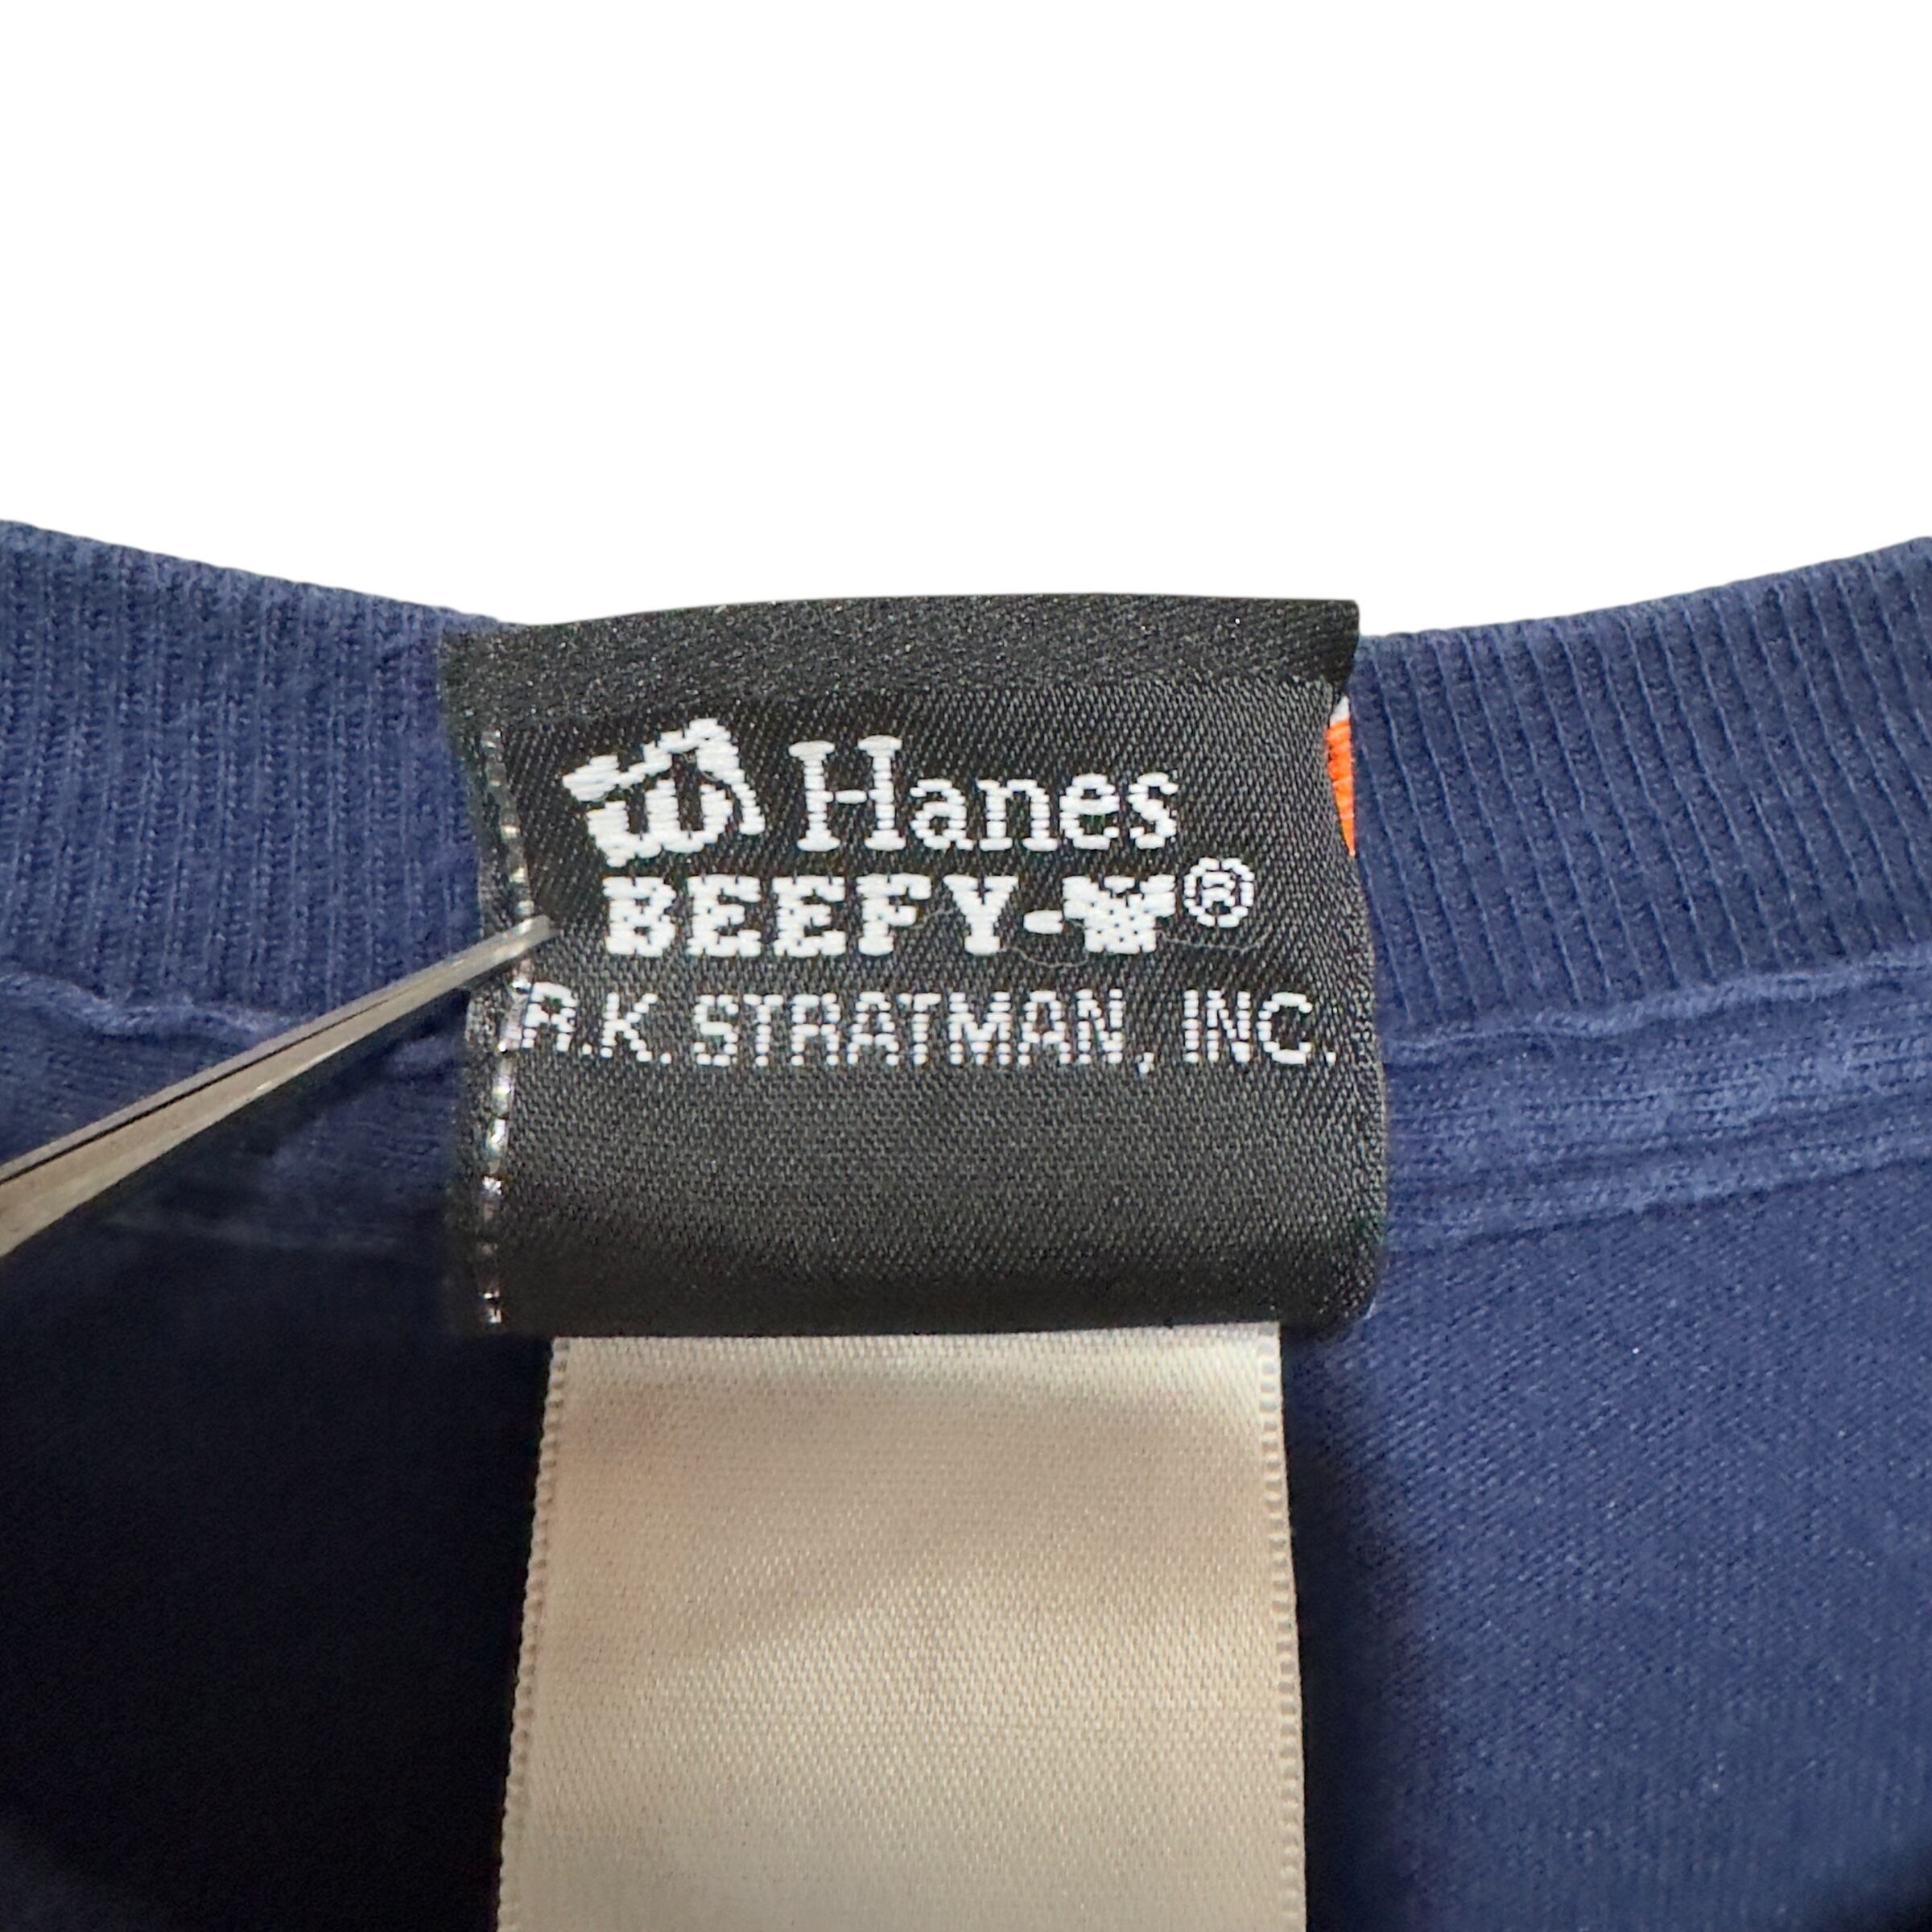 Hanes
BEEFY-T®
R.K. STRATMAN, INC.